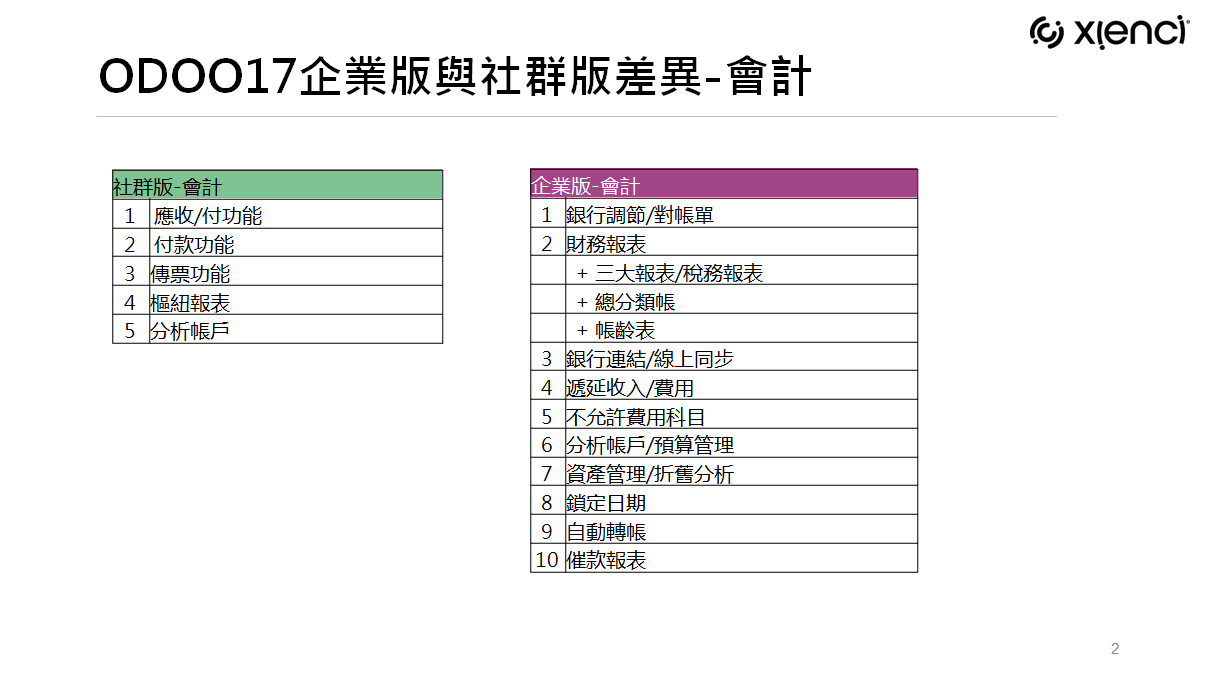 xienci
ODOO17企業版與社群版差異-會計
社群版-會計
1 應收/付功能
2 付款功能
3 傳票功能
4 樞紐報表
5 分析帳戶
企業版-會計
1 銀行調節/對帳單
2 財務報表
+ 三大報表/稅務報表
+ 總分類帳
+ 帳齡表
3 銀行連結/線上同步
4 遞延收入/費用
5 不允許費用科目
6 分析帳戶/預算管理
7 資產管理/折舊分析
8 鎖定日期
9 自動轉帳
10 催款報表
2